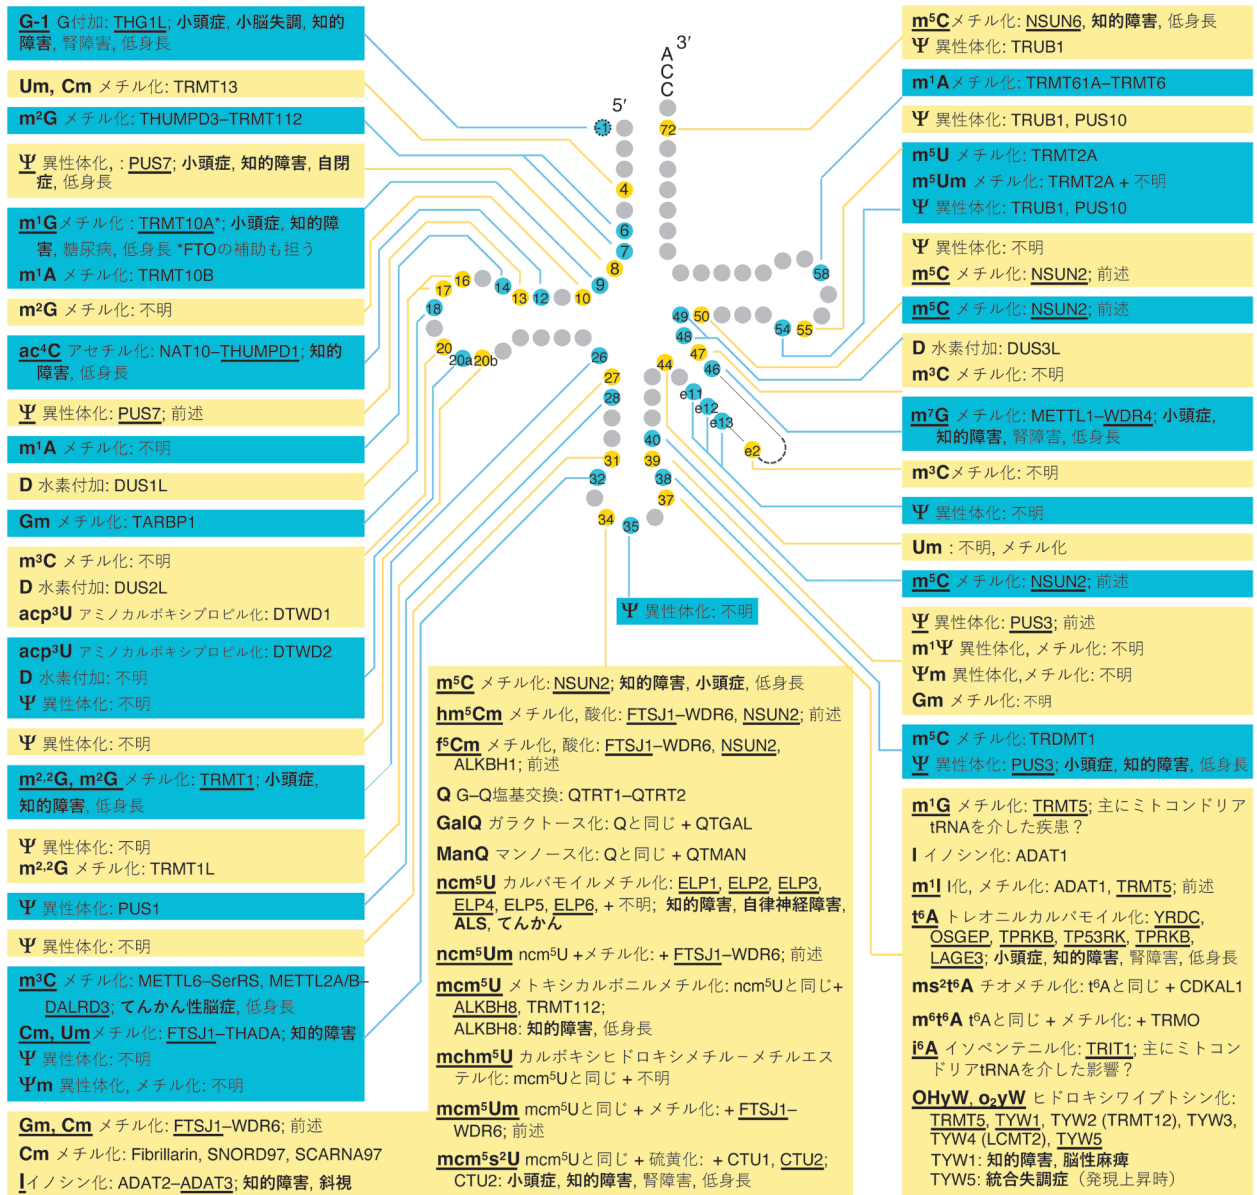 G-1 G付加: THG1L; 小頭症, 小脳失調, 知的
障害, 腎障害, 低身長
Um, Cm メチル化: TRMT13
m²G メチル化: THUMPD3–TRMT112
Ψ 異性体化, : PUS7; 小頭症, 知的障害, 自閉
症, 低身長
m¹G メチル化 : TRMT10A*; 小頭症, 知的障
害, 糖尿病, 低身長 *FTOの補助も担う
m¹A メチル化: TRMT10B
m²G メチル化: 不明
ac⁴C アセチル化: NAT10–THUMPD1; 知的
障害, 低身長
Ψ 異性体化: PUS7; 前述
m¹A メチル化: 不明
D 水素付加: DUS1L
Gm メチル化: TARBP1
m³C メチル化: 不明
D 水素付加: DUS2L
acp³U アミノカルボキシプロピル化: DTWD1
acp³U アミノカルボキシプロピル化: DTWD2
D 水素付加: 不明
Ψ 異性体化: 不明
Ψ 異性体化: 不明
m²,²G, m²G メチル化: TRMT1; 小頭症,
知的障害, 低身長
Ψ 異性体化: 不明
m²,²G メチル化: TRMT1L
Ψ 異性体化: PUS1
Ψ 異性体化: 不明
m³C メチル化: METTL6–SerRS, METTL2A/B–
DALRD3; てんかん性脳症, 低身長
Cm, Um メチル化: FTSJ1–THADA; 知的障害
Ψ 異性体化: 不明
Ψm 異性体化, メチル化: 不明
Gm, Cm メチル化: FTSJ1–WDR6; 前述
Cm メチル化: Fibrillarin, SNORD97, SCARNA97
I イノシン化: ADAT2–ADAT3; 知的障害, 斜視
3′
A
C
C
5′
-1
72
4
6
7
8
9
10
12
13
14
16
17
18
20
20a
20b
26
27
28
31
32
34
35
37
38
39
40
44
e11
e12
e13
e2
46
47
48
49
50
54
55
58
Ψ 異性体化: 不明
m⁵C メチル化: NSUN2; 知的障害, 小頭症, 低身長
hm⁵Cm メチル化, 酸化: FTSJ1–WDR6, NSUN2; 前述
f⁵Cm メチル化, 酸化: FTSJ1–WDR6, NSUN2,
ALKBH1; 前述
Q G–Q塩基交換: QTRT1–QTRT2
GalQ ガラクトース化: Qと同じ + QTGAL
ManQ マンノース化: Qと同じ + QTMAN
ncm⁵U カルバモイルメチル化: ELP1, ELP2, ELP3,
ELP4, ELP5, ELP6, + 不明; 知的障害, 自律神経障害,
ALS, てんかん
ncm⁵Um ncm⁵U +メチル化: + FTSJ1–WDR6; 前述
mcm⁵U メトキシカルボニルメチル化: ncm⁵Uと同じ+
ALKBH8, TRMT112;
ALKBH8: 知的障害, 低身長
mchm⁵U カルボキシヒドロキシメチル－メチルエス
テル化: mcm⁵Uと同じ + 不明
mcm⁵Um mcm⁵Uと同じ + メチル化: + FTSJ1–
WDR6; 前述
mcm⁵s²U mcm⁵Uと同じ + 硫黄化: + CTU1, CTU2;
CTU2: 小頭症, 知的障害, 腎障害, 低身長
m⁵C メチル化: NSUN6, 知的障害, 低身長
Ψ 異性体化: TRUB1
m¹A メチル化: TRMT61A–TRMT6
Ψ 異性体化: TRUB1, PUS10
m⁵U メチル化: TRMT2A
m⁵Um メチル化: TRMT2A + 不明
Ψ 異性体化: TRUB1, PUS10
Ψ 異性体化: 不明
m⁵C メチル化: NSUN2; 前述
m⁵C メチル化: NSUN2; 前述
D 水素付加: DUS3L
m³C メチル化: 不明
m⁷G メチル化: METTL1–WDR4; 小頭症,
知的障害, 腎障害, 低身長
m³C メチル化: 不明
Ψ 異性体化: 不明
Um : 不明, メチル化
m⁵C メチル化: NSUN2; 前述
Ψ 異性体化: PUS3; 前述
m¹Ψ 異性体化, メチル化: 不明
Ψm 異性体化,メチル化: 不明
Gm メチル化: 不明
m⁵C メチル化: TRDMT1
Ψ 異性体化: PUS3; 小頭症, 知的障害, 低身長
m¹G メチル化: TRMT5; 主にミトコンドリア
tRNAを介した疾患？
I イノシン化: ADAT1
m¹I I化, メチル化: ADAT1, TRMT5; 前述
t⁶A トレオニルカルバモイル化: YRDC,
OSGEP, TPRKB, TP53RK, TPRKB,
LAGE3; 小頭症, 知的障害, 腎障害, 低身長
ms²t⁶A チオメチル化: t⁶Aと同じ + CDKAL1
m⁶t⁶A t⁶Aと同じ + メチル化: + TRMO
i⁶A イソペンテニル化: TRIT1; 主にミトコン
ドリアtRNAを介した影響？
OHyW, o₂yW ヒドロキシワイブトシン化:
TRMT5, TYW1, TYW2 (TRMT12), TYW3,
TYW4 (LCMT2), TYW5
TYW1: 知的障害, 脳性麻痺
TYW5: 統合失調症（発現上昇時）